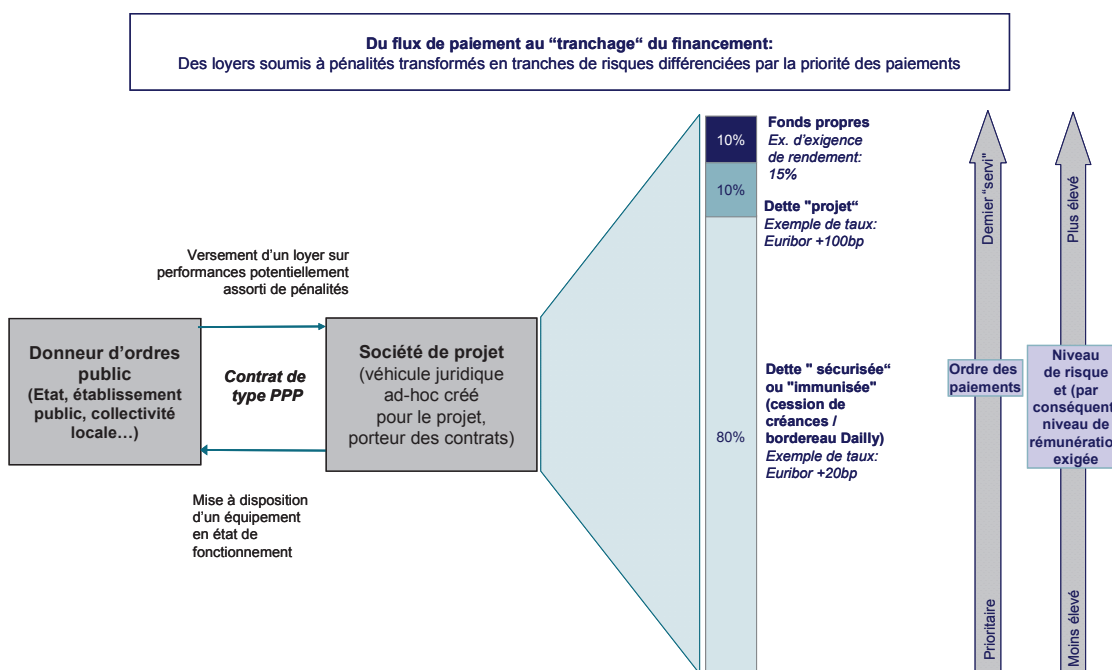 Du flux de paiement au “tranchage“ du financement:
Des loyers soumis à pénalités transformés en tranches de risques différenciées par la priorité des paiements
Versement d’un loyer sur
performances potentiellement
assorti de pénalités
Donneur d’ordres
public
(Etat, établissement
public, collectivité
locale…)
Contrat de
type PPP
Société de projet
(véhicule juridique
ad-hoc créé
pour le projet,
porteur des contrats)
Mise à disposition
d’un équipement
en état de
fonctionnement
10%
10%
80%
Fonds propres
Ex. d’exigence
de rendement:
15%
Dette "projet“
Exemple de taux:
Euribor +100bp
Dette " sécurisée“
ou "immunisée"
(cession de
créances /
bordereau Dailly)
Exemple de taux:
Euribor +20bp
Dernier “servi"
Ordre des
paiements
Prioritaire
Plus élevé
Niveau
de risque
et (par
conséquent
niveau de
rémunératio
exigée
Moins élevé